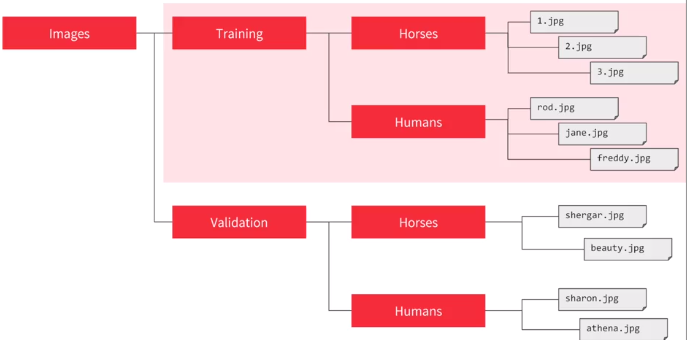 Images
Training
Horses
1.jpg
2.jpg
3.jpg
Humans
rod.jpg
jane.jpg
freddy.jpg
Validation
Horses
shergar.jpg
beauty.jpg
Humans
sharon.jpg
athena.jpg